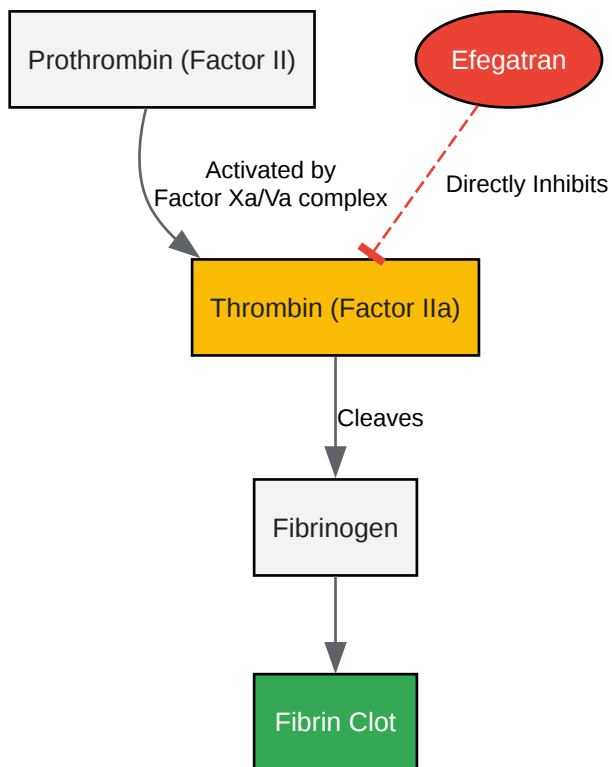 Prothrombin (Factor II)
Efegatran
Activated by
Factor Xa/Va complex
Directly Inhibits
Thrombin (Factor IIa)
Cleaves
Fibrinogen
Fibrin Clot